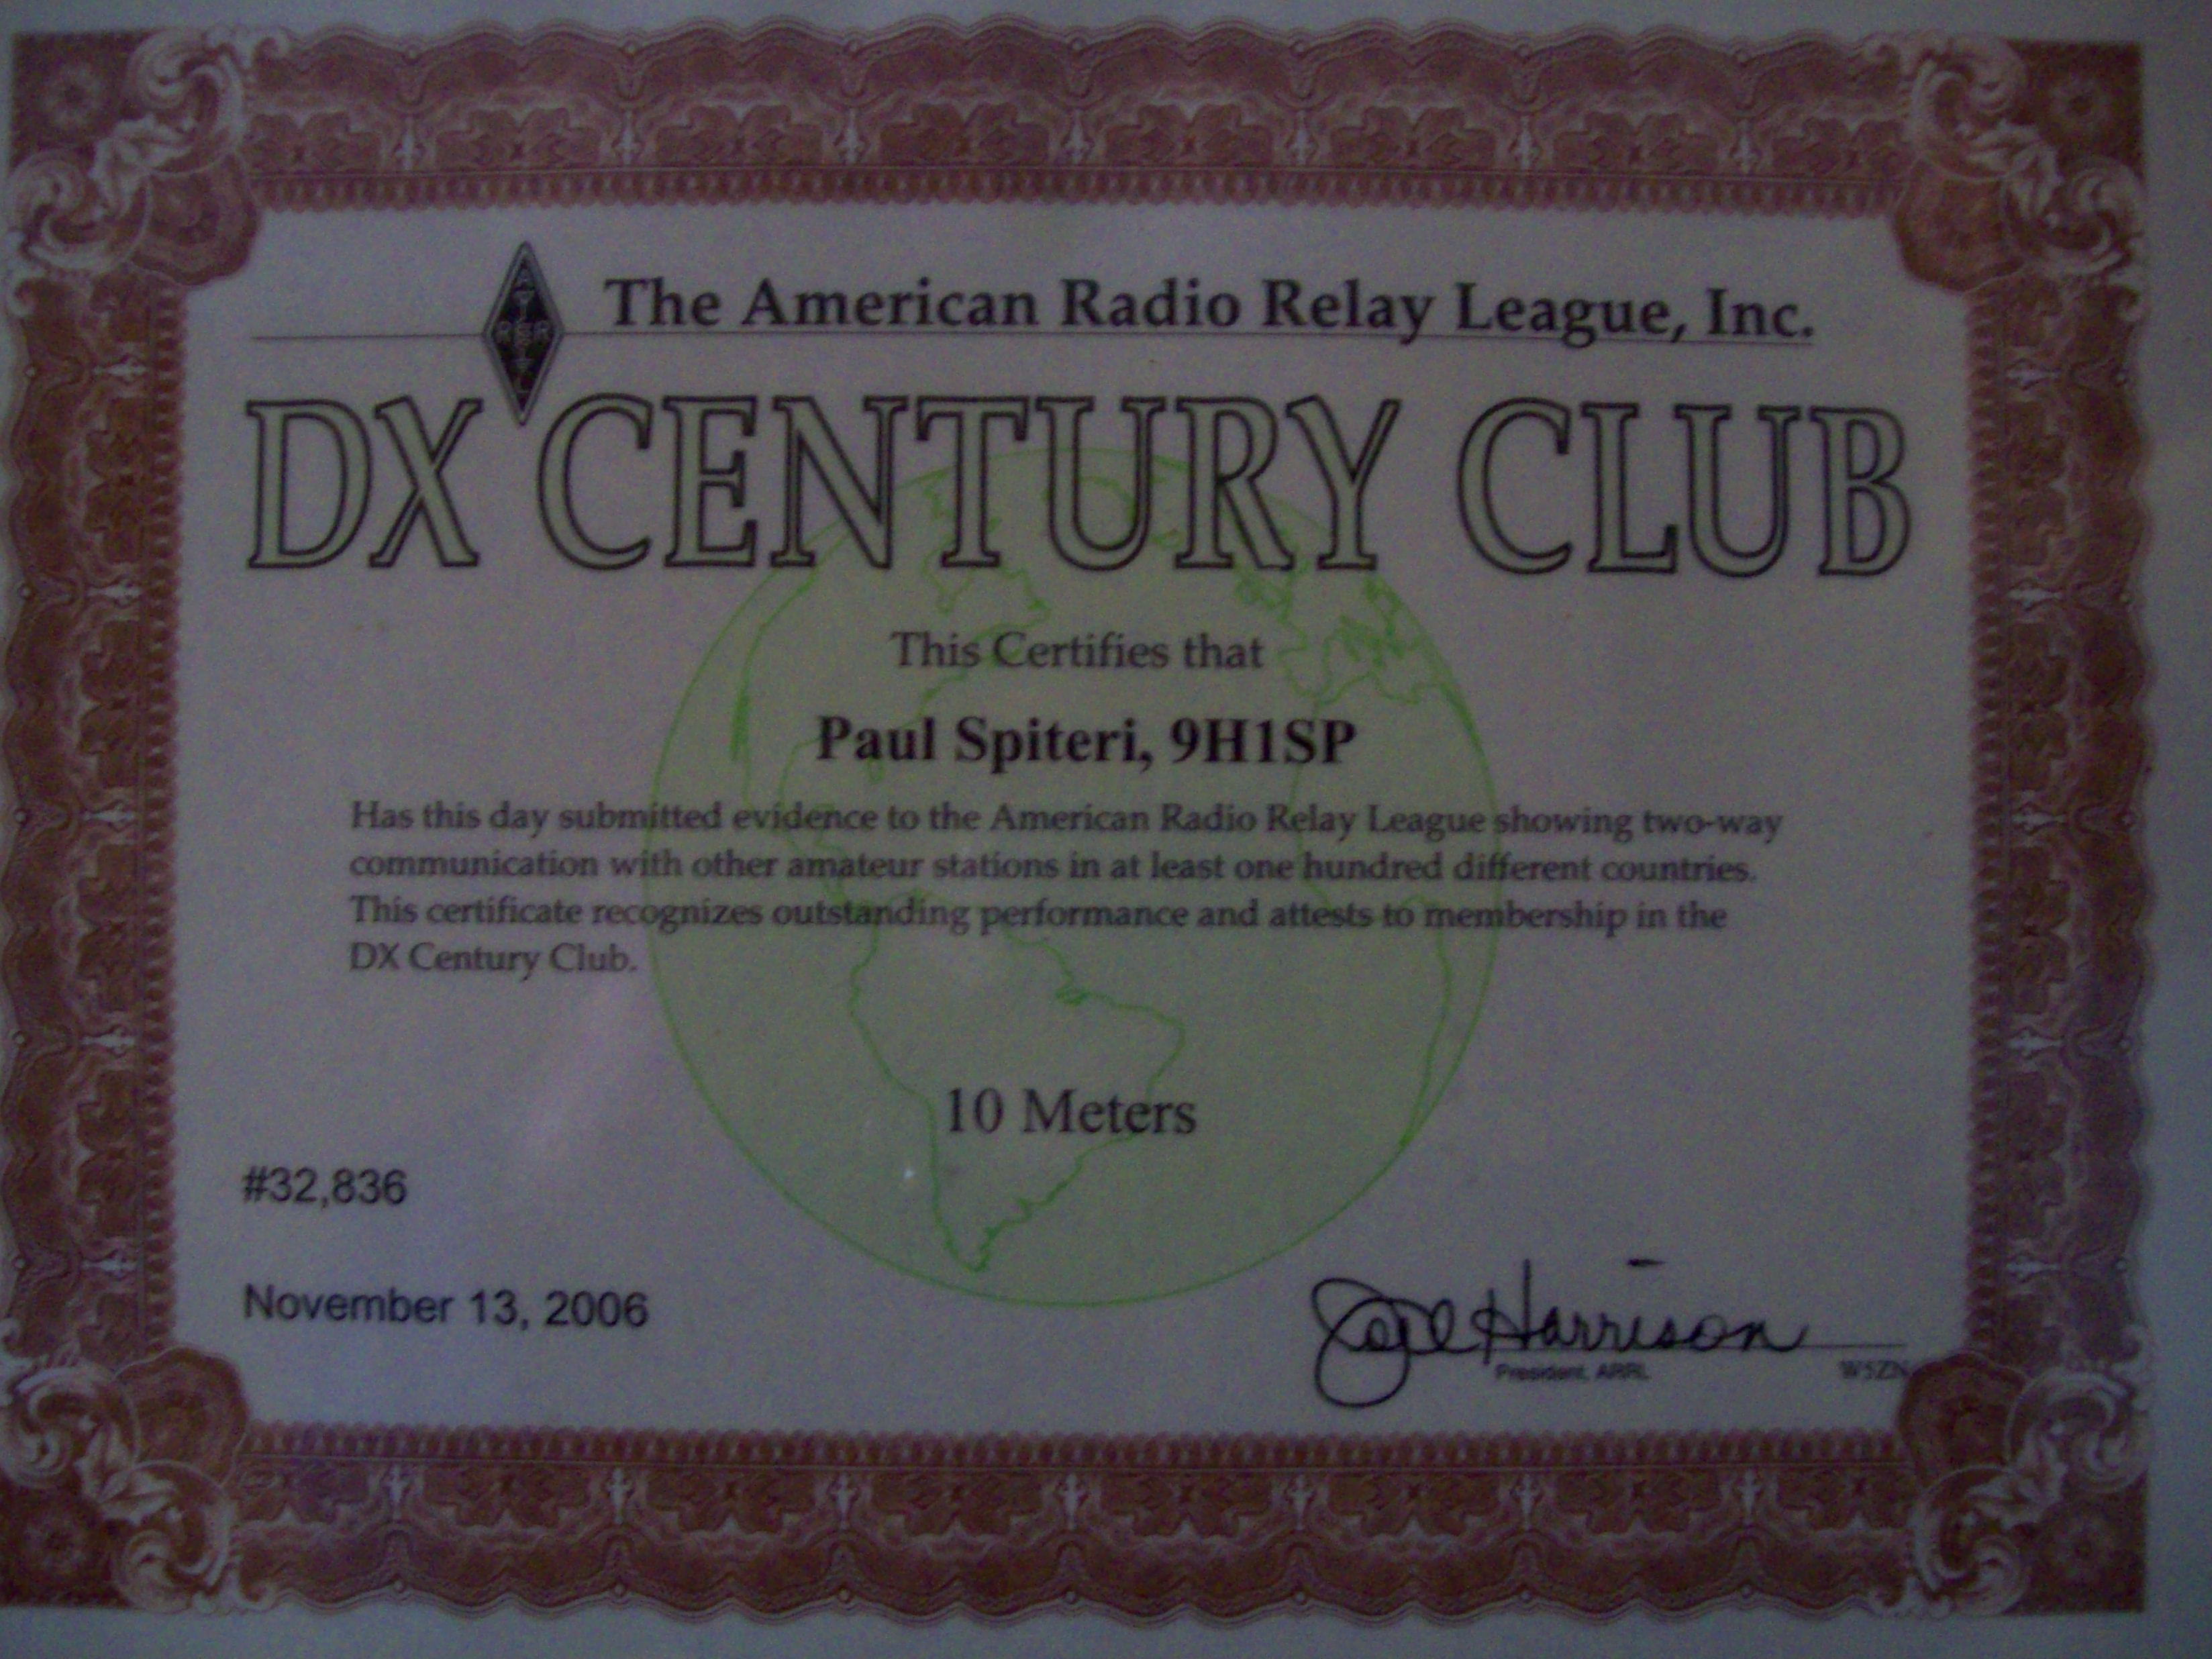 The American Radio Relay League, Inc.
DX CENTURY CLUB
This Certifies that
Paul Spiteri, 9H1SP
Has this day submitted evidence to the American Radio Relay League showing two-way
communication with other amateur stations in at least one hundred different countries.
This certificate recognizes outstanding performance and attests to membership in the
DX Century Club.
10 Meters
#32,836
November 13, 2006
Joel Harrison
President, ARRL
W5ZN